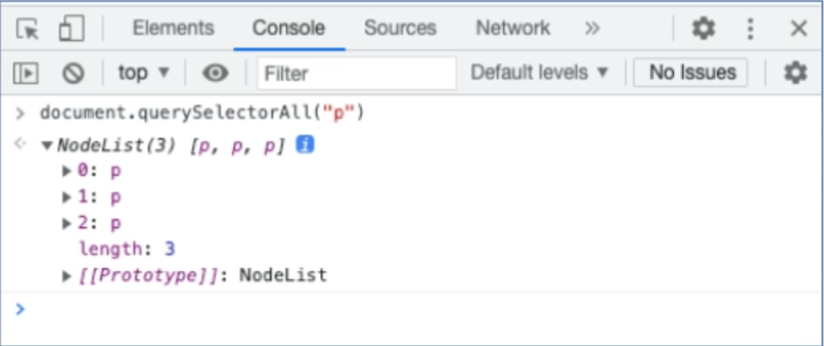 Elements Console Sources Network »
top ▼ Filter Default levels ▼ No Issues
> document.querySelectorAll("p")
<· ▼NodeList(3) [p, p, p] i
▶0: p
▶1: p
▶2: p
length: 3
▶[[Prototype]]: NodeList
>